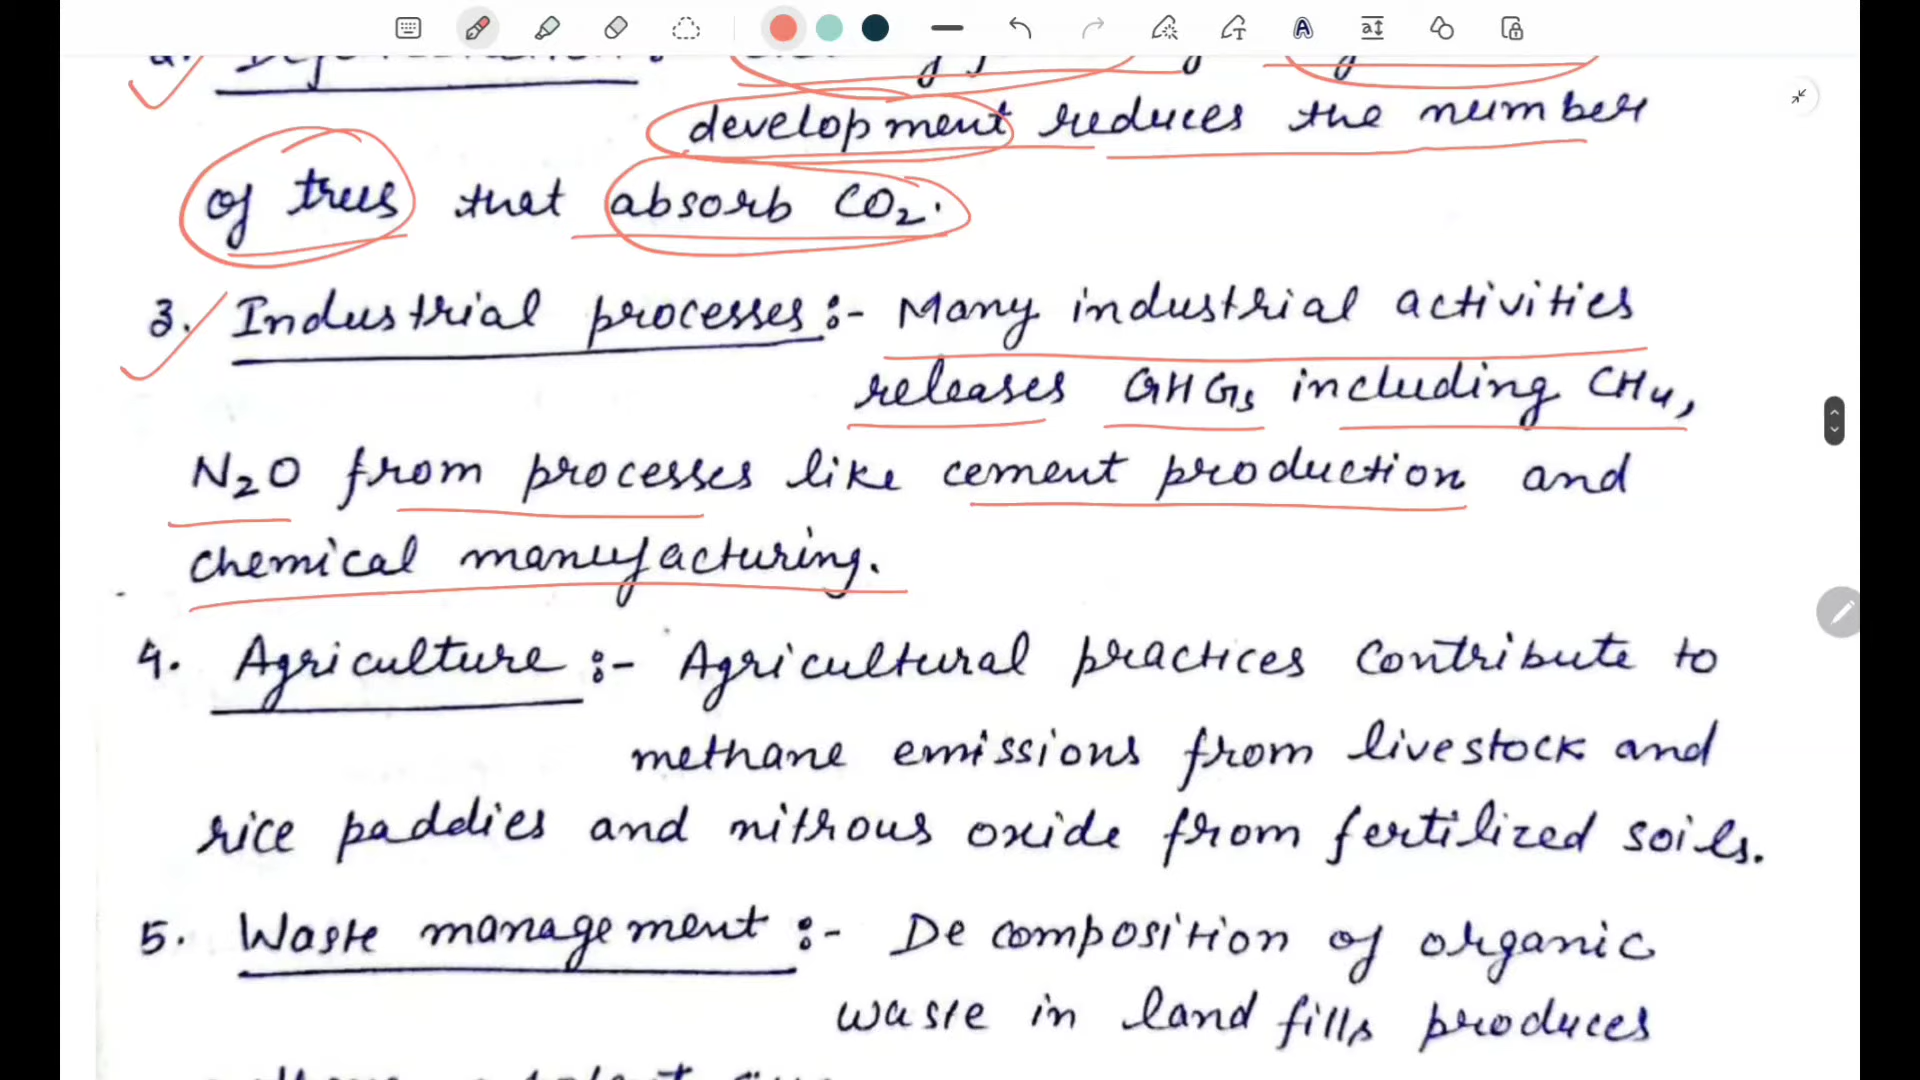 development reduces the number
of trees that absorb CO2.
3. Industrial processes :- Many industrial activities
releases GHGs including CH4,
N2O from processes like cement production and
chemical manufacturing.
4. Agriculture :- Agricultural practices contribute to
methane emissions from livestock and
rice paddies and nitrous oxide from fertilized soils.
5. Waste management :- Decomposition of organic
waste in land fills produces